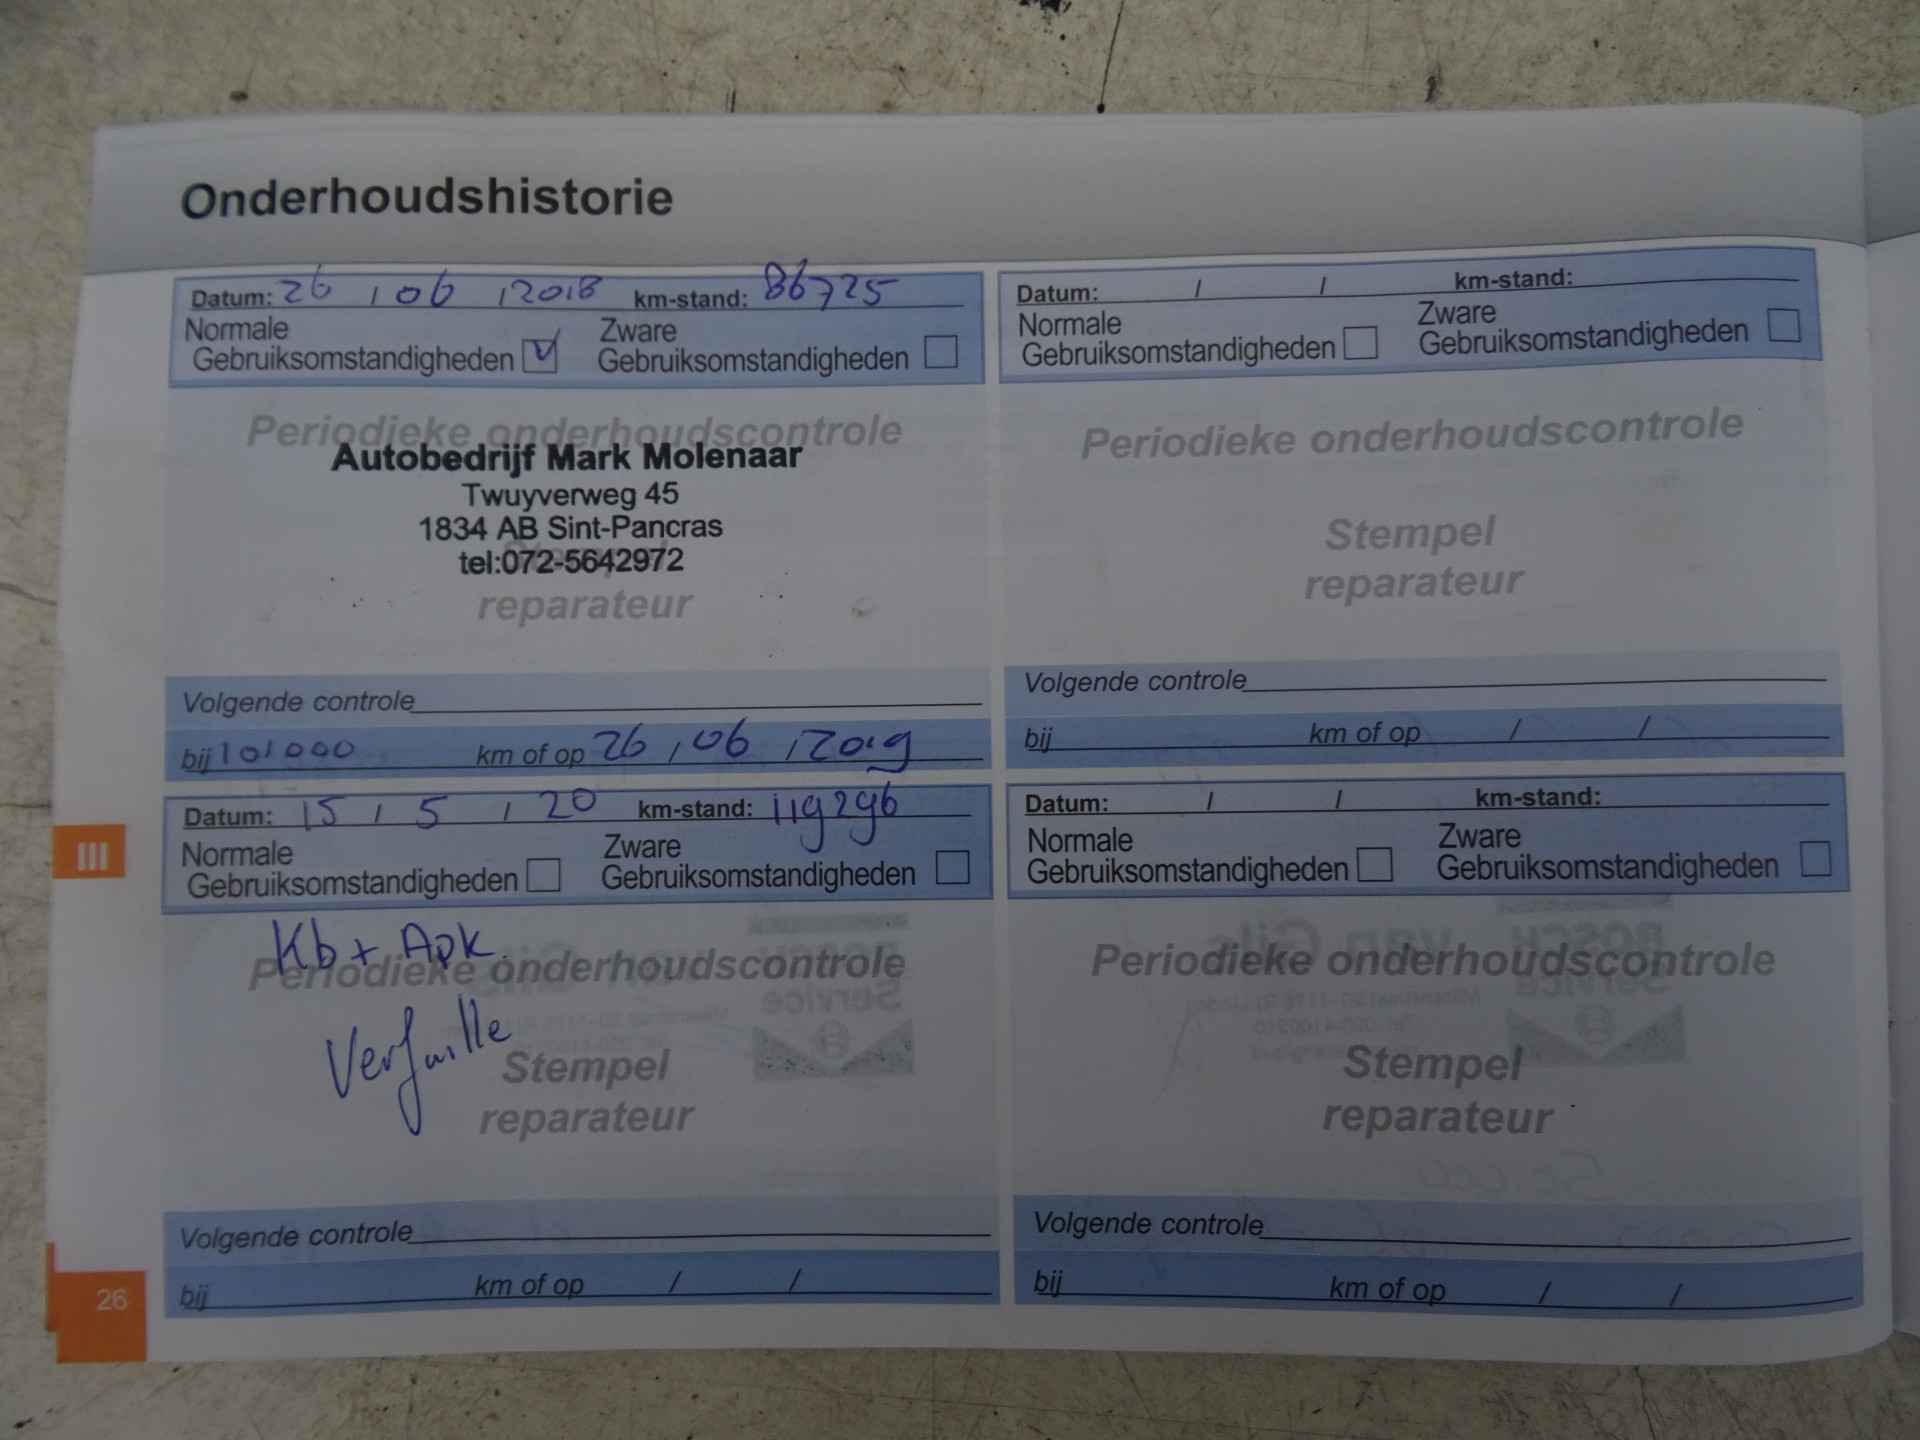 Onderhoudshistorie
Datum: 26 / 06 / 2018 km-stand: 86725
Normale Gebruiksomstandigheden V Zware Gebruiksomstandigheden
Periodieke onderhoudscontrole
Autobedrijf Mark Molenaar
Twuyverweg 45
1834 AB Sint-Pancras
tel:072-5642972
Stempel
reparateur
Volgende controle
bij 101000 km of op 26 / 06 / 2019
Datum: / / km-stand:
Normale Gebruiksomstandigheden Zware Gebruiksomstandigheden
Periodieke onderhoudscontrole
Stempel
reparateur
Volgende controle
bij km of op / /
III
Datum: 15 / 5 / 20 km-stand: 119296
Normale Gebruiksomstandigheden Zware Gebruiksomstandigheden
Kb + Apk.
Periodieke onderhoudscontrole
Verfaille
Stempel
reparateur
Volgende controle
bij km of op / /
Datum: / / km-stand:
Normale Gebruiksomstandigheden Zware Gebruiksomstandigheden
Periodieke onderhoudscontrole
Stempel
reparateur
Volgende controle
bij km of op / /
26